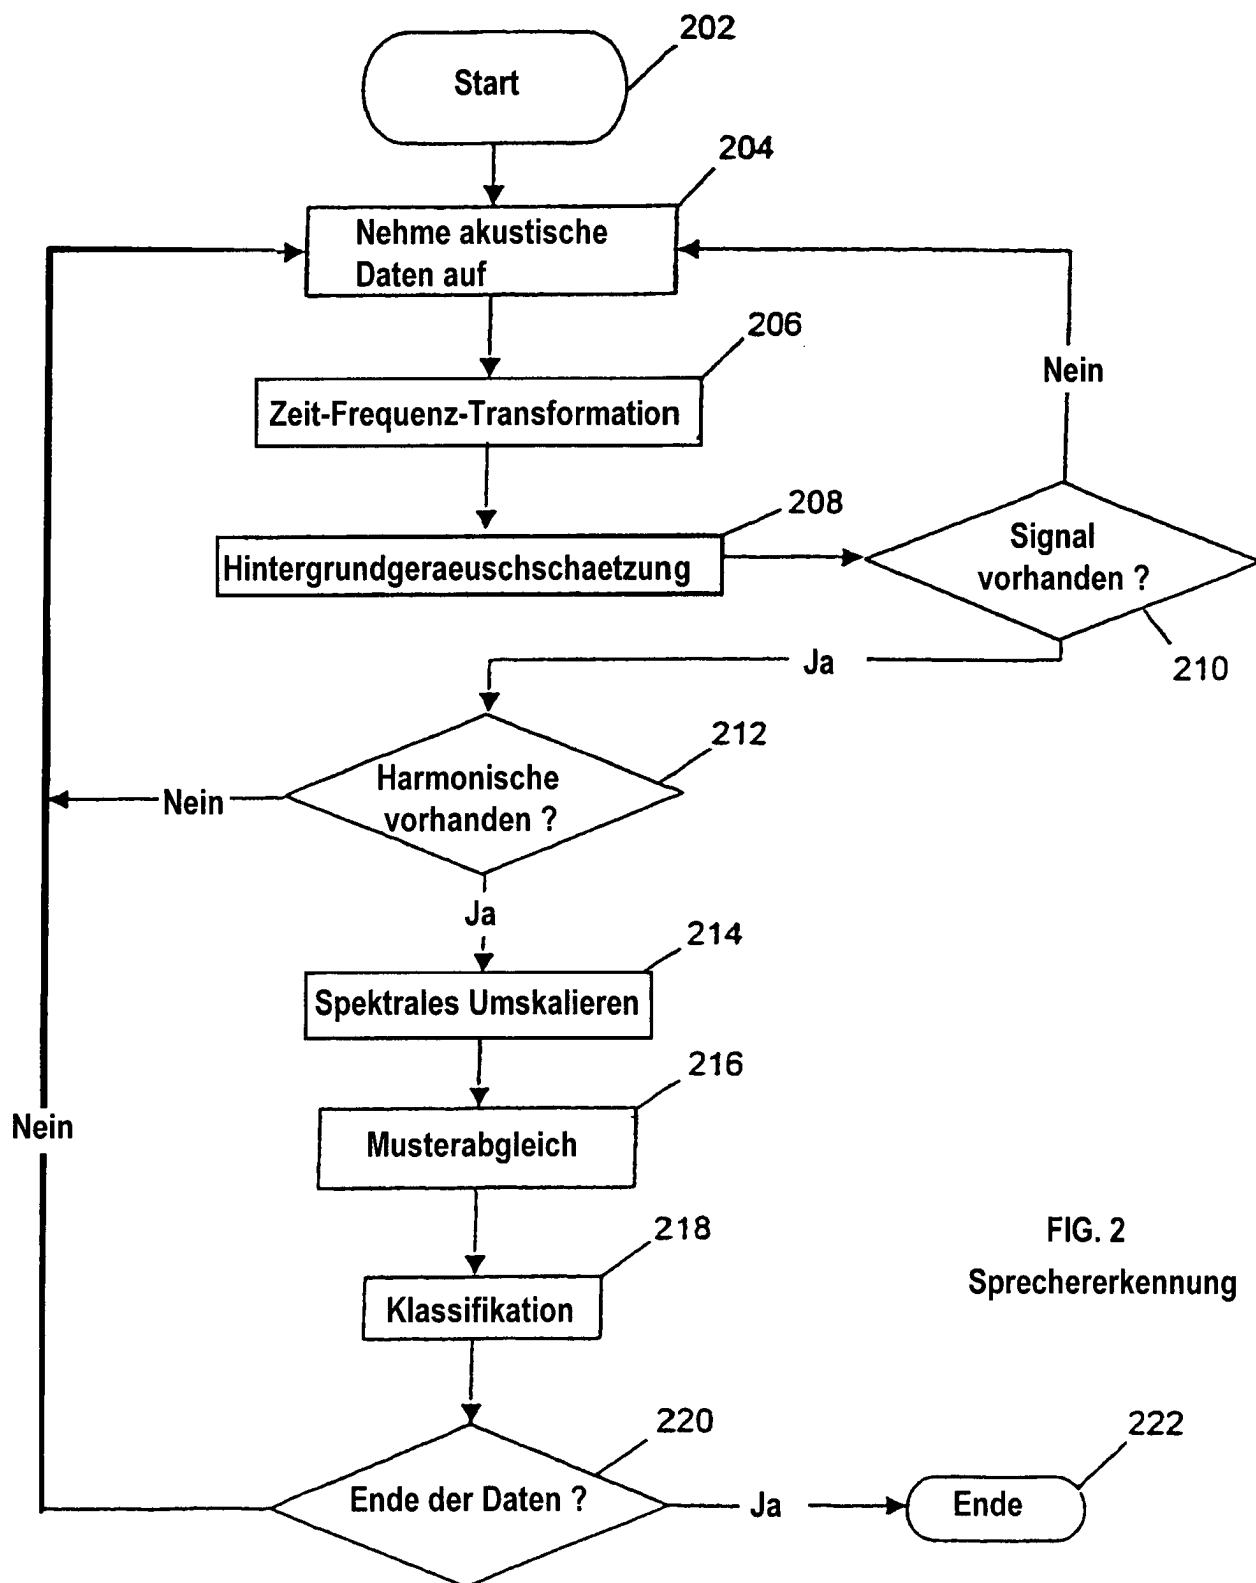 202
Start
204
Nehme akustische
Daten auf
206
Nein
Zeit-Frequenz-Transformation
208
Signal
vorhanden ?
Hintergrundgeraeuschschaetzung
Ja
210
212
Harmonische
vorhanden ?
Nein
Ja
214
Spektrales Umskalieren
216
Nein
Musterabgleich
218
FIG. 2
Sprechererkennung
Klassifikation
220
222
Ende der Daten ?
Ja
Ende